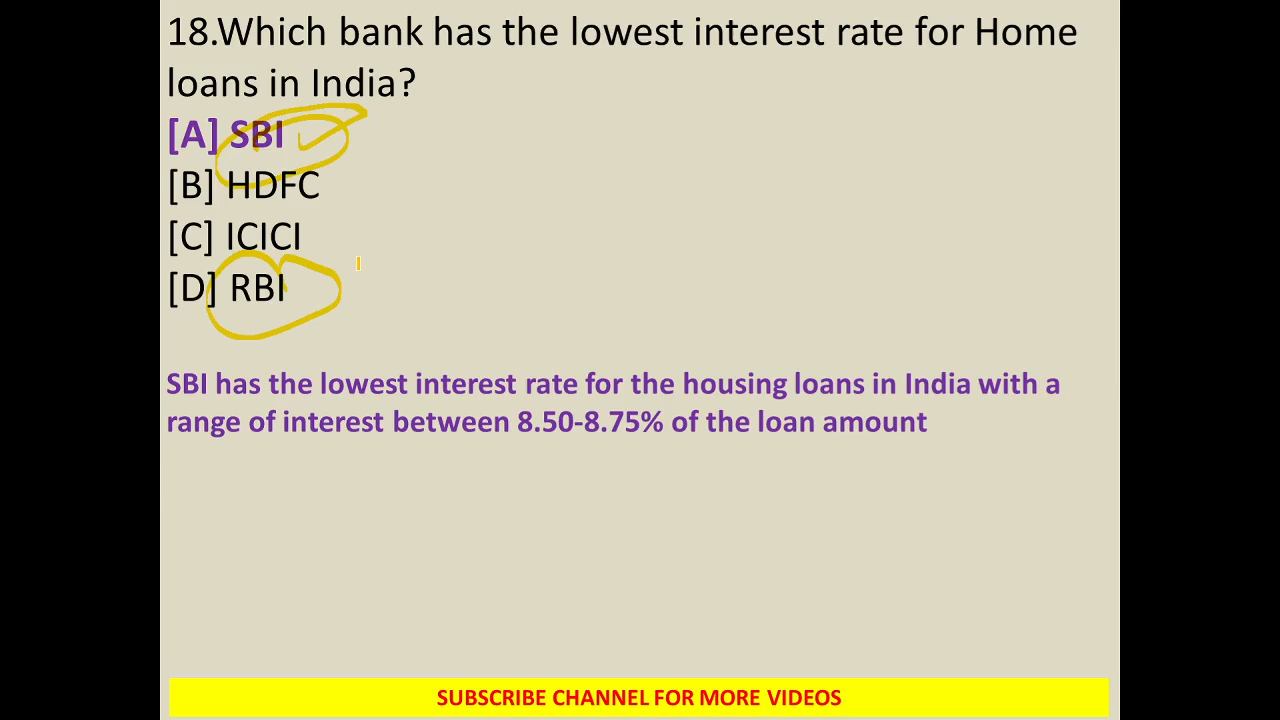 18.Which bank has the lowest interest rate for Home
loans in India?
[A] SBI
[B] HDFC
[C] ICICI
[D] RBI
SBI has the lowest interest rate for the housing loans in India with a
range of interest between 8.50-8.75% of the loan amount
SUBSCRIBE CHANNEL FOR MORE VIDEOS